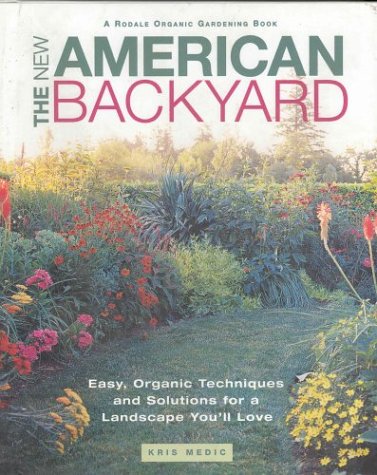 A RODALE ORGANIC GARDENING BOOK
THE NEW
AMERICAN
BACKYARD
Easy, Organic Techniques
and Solutions for a
Landscape You'll Love
KRIS MEDIC